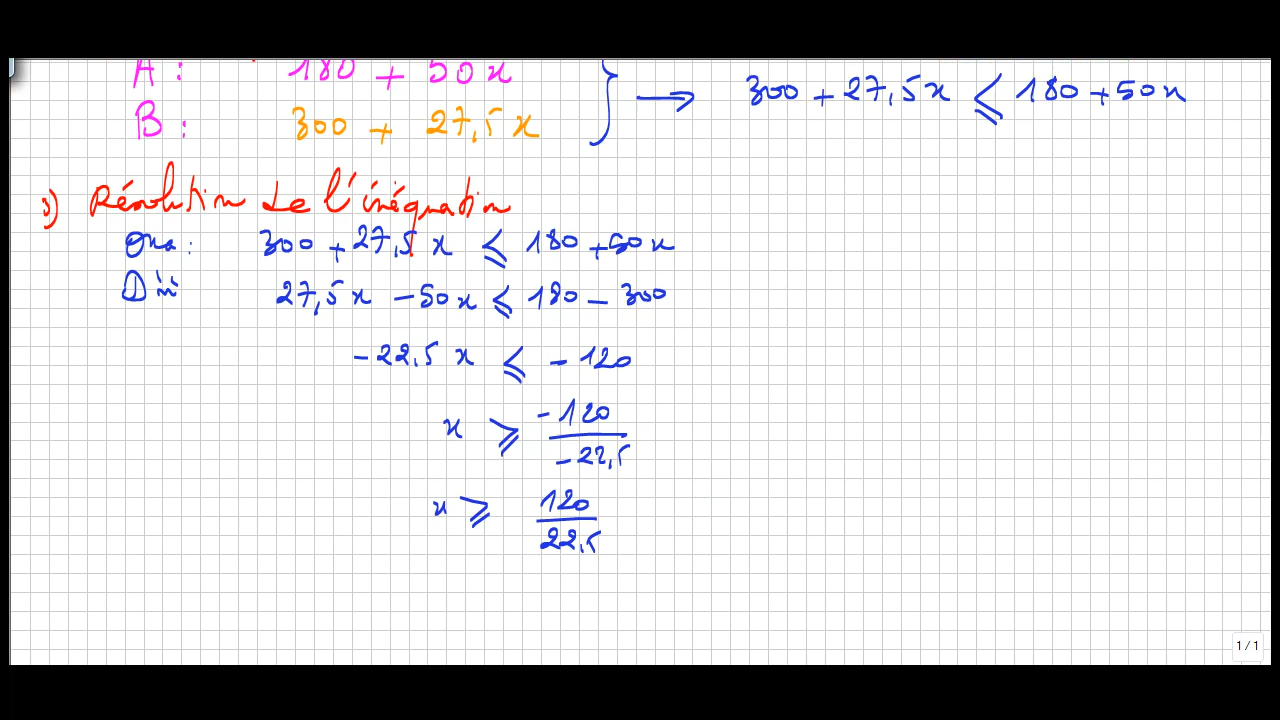 A : 180 + 50x
B : 300 + 27,5x
→ 300 + 27,5x ⩽ 180 + 50x
3) Résolution de l'inéquation
On a : 300 + 27,5x ⩽ 180 + 50x
D'où 27,5x - 50x ⩽ 180 - 300
-22,5x ⩽ -120
x ⩾ -120 / -22,5
x ⩾ 120 / 22,5
1/1